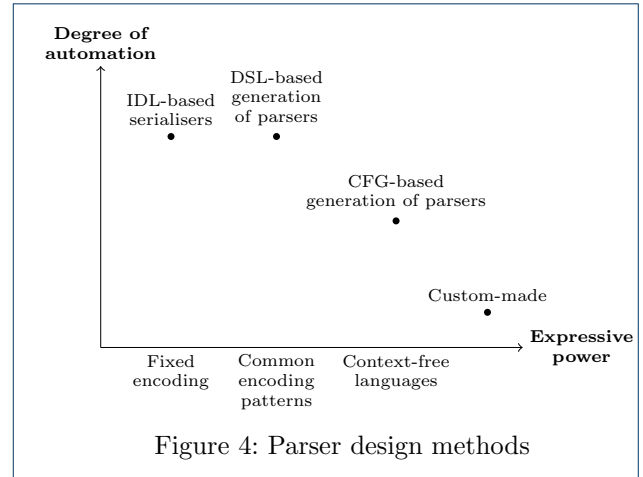 Degree of
automation
IDL-based
serialisers
DSL-based
generation
of parsers
CFG-based
generation of parsers
Custom-made
Expressive
power
Fixed
encoding
Common
encoding
patterns
Context-free
languages
Figure 4: Parser design methods